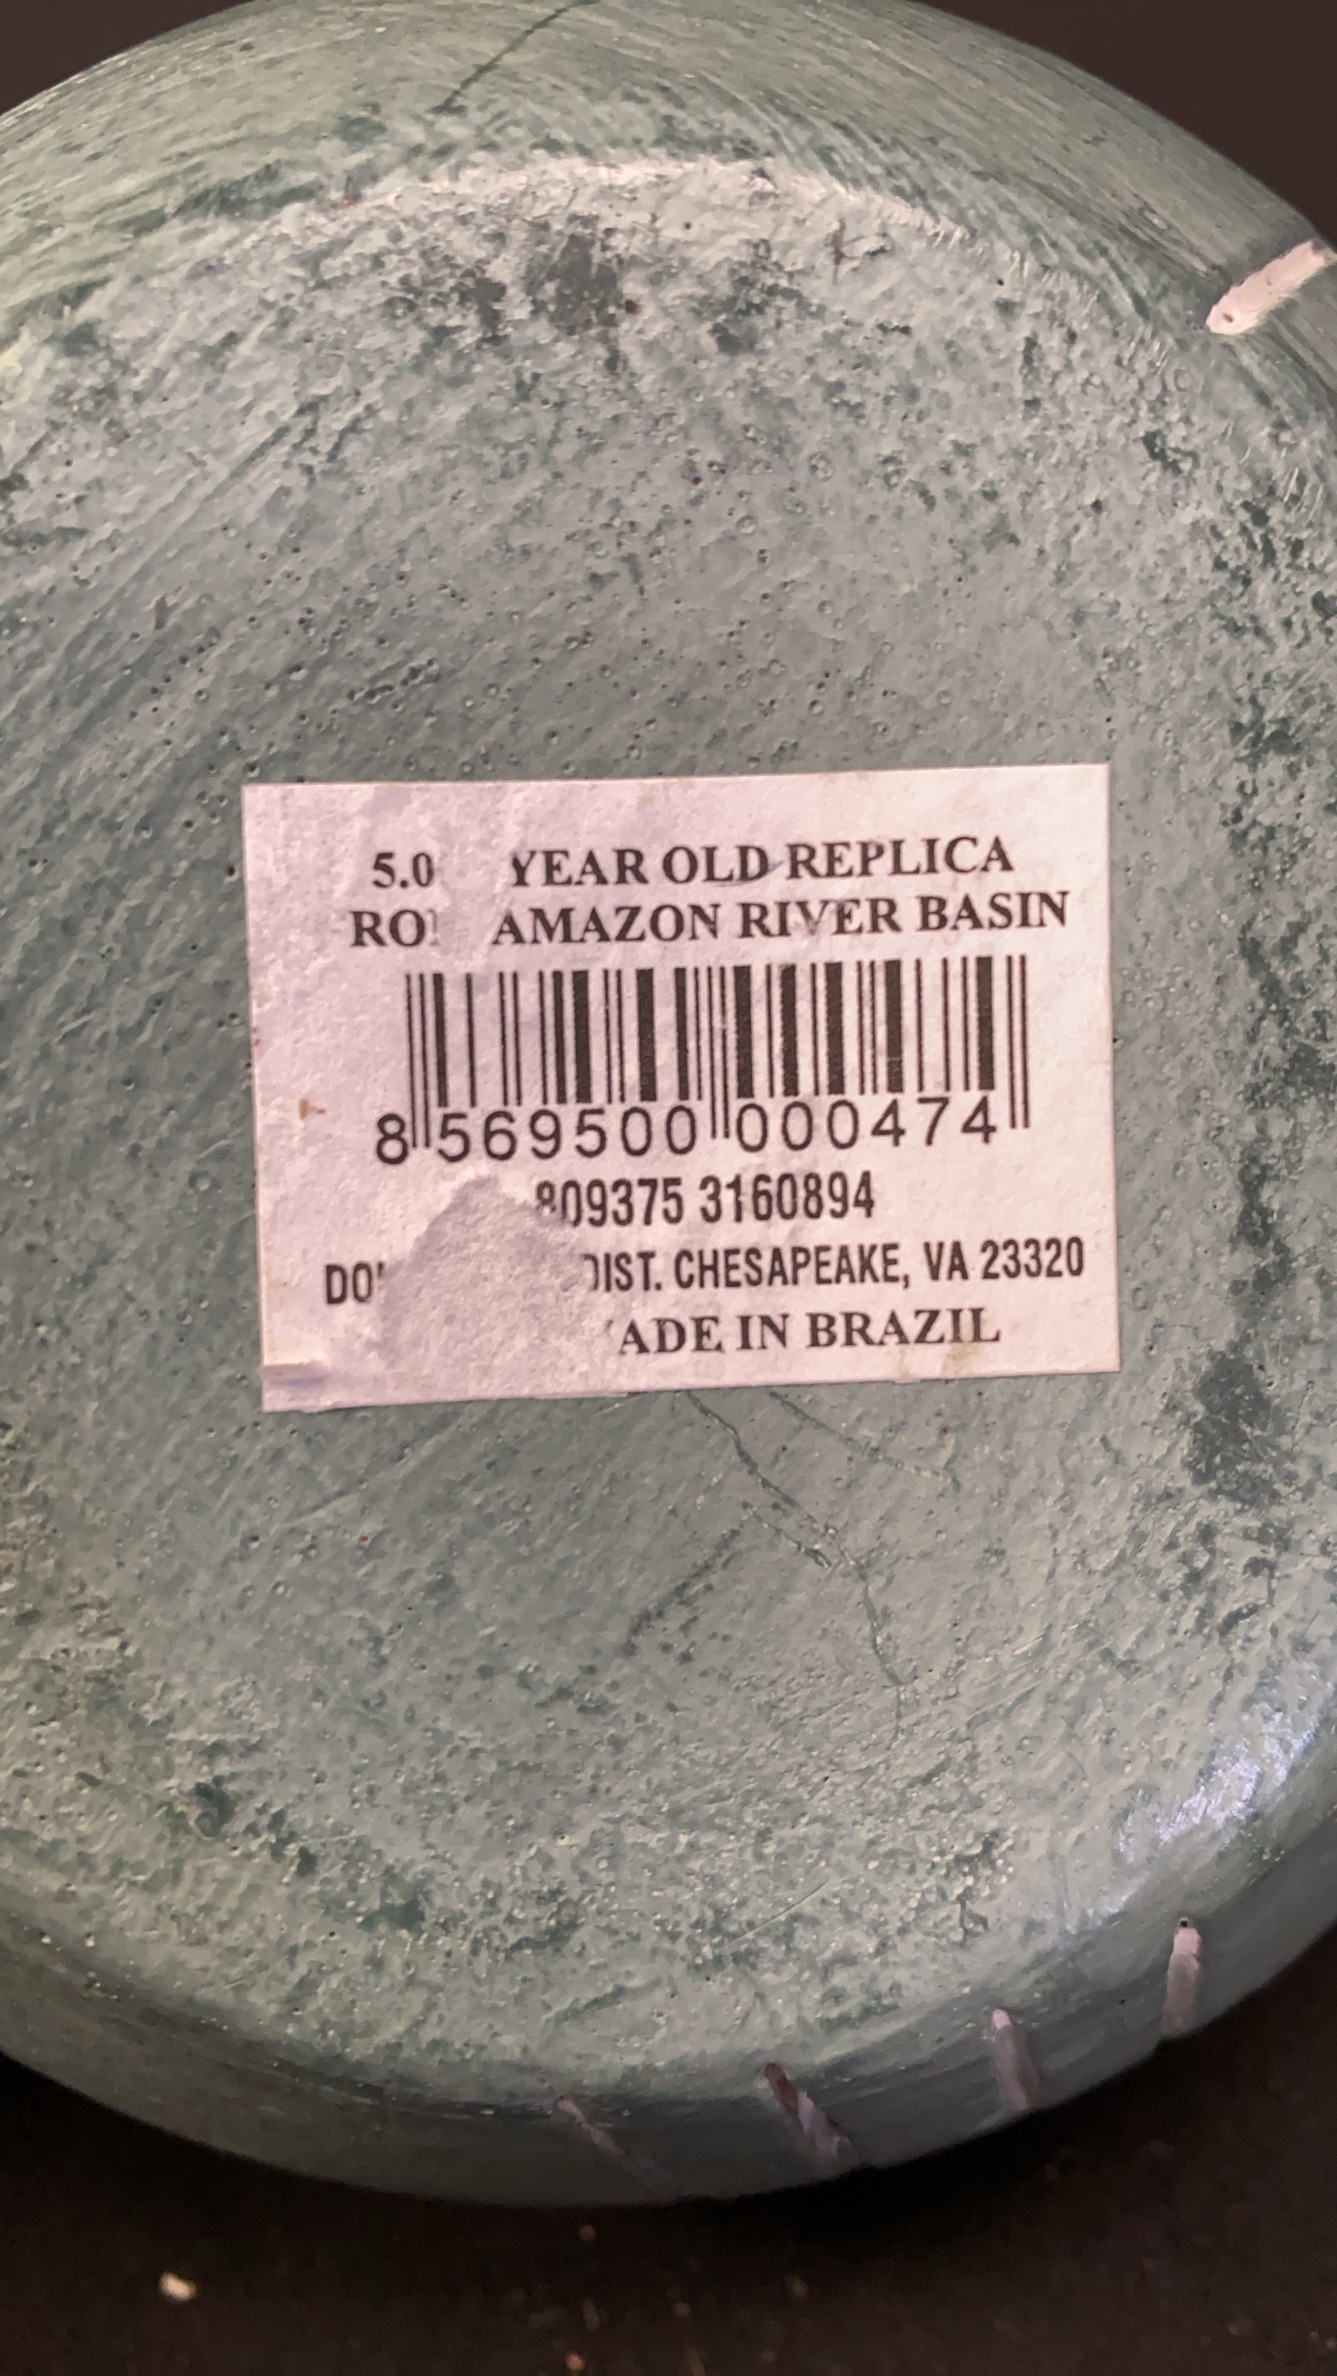 5.0 YEAR OLD REPLICA
RO AMAZON RIVER BASIN
8 569500 000474
809375 3160894
DO DIST. CHESAPEAKE, VA 23320
ADE IN BRAZIL